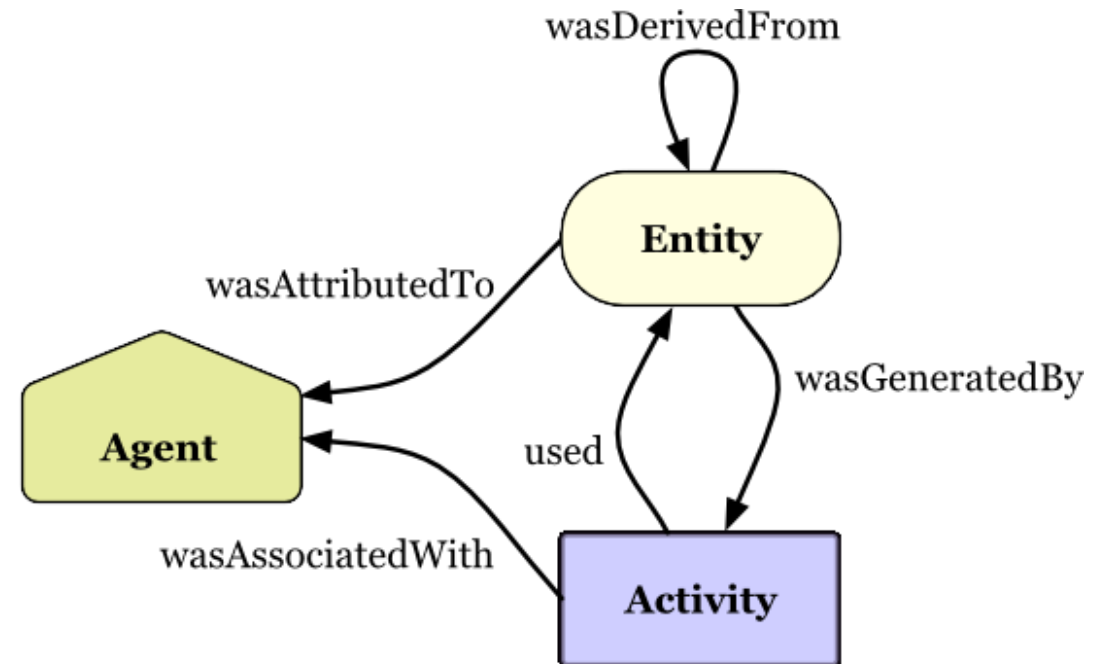 wasDerivedFrom
Entity
wasAttributedTo
wasGeneratedBy
Agent
used
wasAssociatedWith
Activity